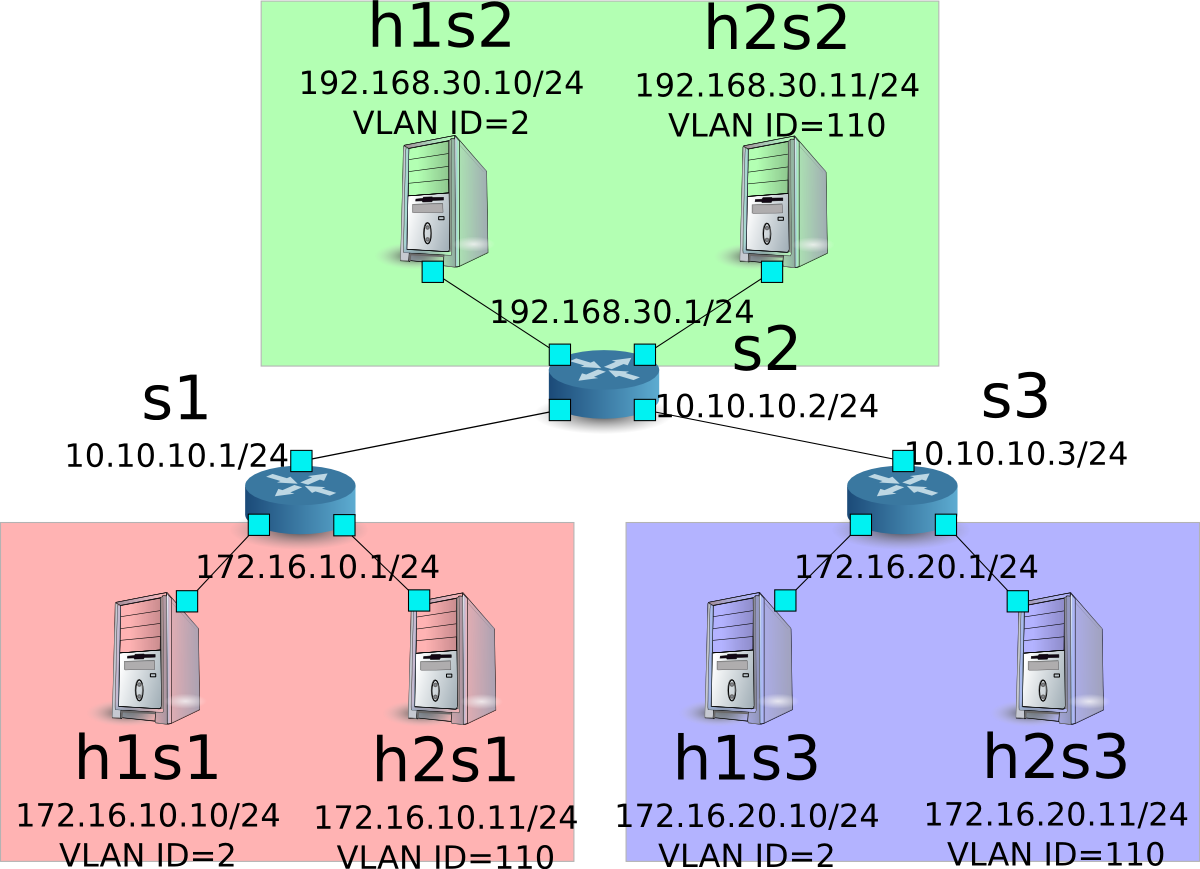 h1s2
192.168.30.10/24
VLAN ID=2
h2s2
192.168.30.11/24
VLAN ID=110
192.168.30.1/24
s2
10.10.10.2/24
s1
10.10.10.1/24
s3
10.10.10.3/24
172.16.10.1/24
172.16.20.1/24
h1s1
172.16.10.10/24
VLAN ID=2
h2s1
172.16.10.11/24
VLAN ID=110
h1s3
172.16.20.10/24
VLAN ID=2
h2s3
172.16.20.11/24
VLAN ID=110